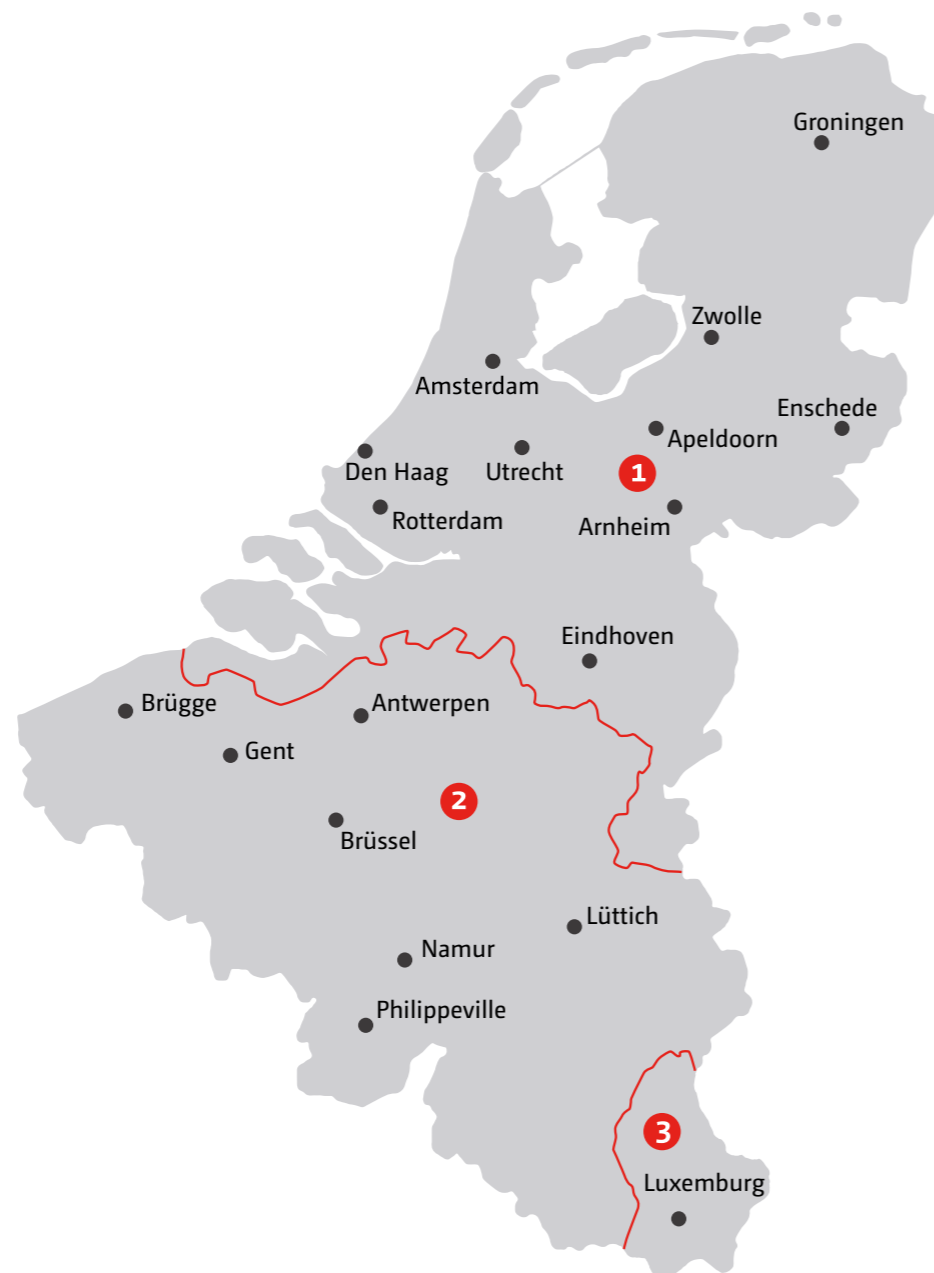 Groningen
Zwolle
Amsterdam
Enschede
Apeldoorn
Den Haag
Utrecht
1
Rotterdam
Arnheim
Eindhoven
Brügge
Antwerpen
Gent
2
Brüssel
Lüttich
Namur
Philippeville
3
Luxemburg